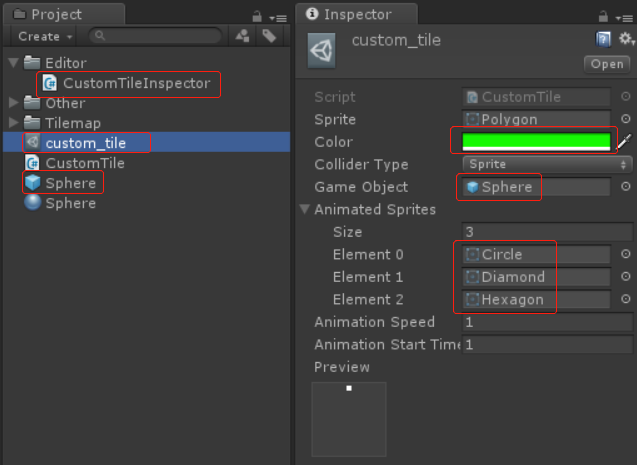 Project
Create
Editor
CustomTileInspector
Other
Tilemap
custom_tile
CustomTile
Sphere
Sphere
Inspector
custom_tile
Open
Script CustomTile
Sprite Polygon
Color
Collider Type Sprite
Game Object Sphere
Animated Sprites
Size 3
Element 0 Circle
Element 1 Diamond
Element 2 Hexagon
Animation Speed 1
Animation Start Time 1
Preview